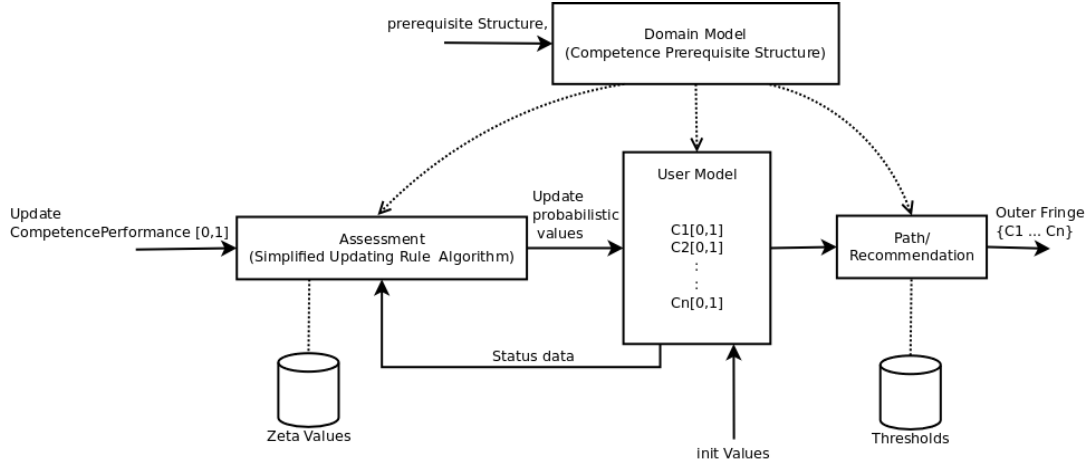 prerequisite Structure,
Domain Model
(Competence Prerequisite Structure)
Update
CompetencePerformance [0,1]
Assessment
(Simplified Updating Rule Algorithm)
Update
probabilistic
values
User Model
C1[0,1]
C2[0,1]
.
.
Cn[0,1]
Path/
Recommendation
Outer Fringe
{C1 ... Cn}
Status data
Zeta Values
init Values
Thresholds